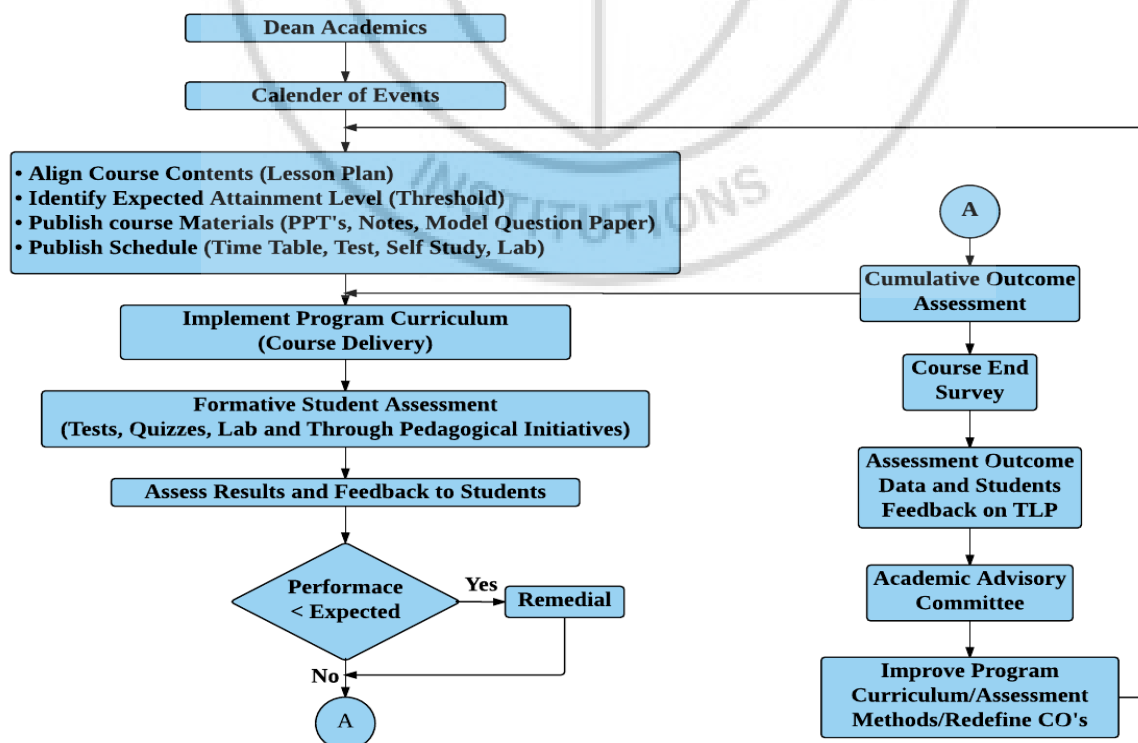 Dean Academics
Calender of Events
• Align Course Contents (Lesson Plan)
• Identify Expected Attainment Level (Threshold)
• Publish course Materials (PPT's, Notes, Model Question Paper)
• Publish Schedule (Time Table, Test, Self Study, Lab)
Implement Program Curriculum
(Course Delivery)
Formative Student Assessment
(Tests, Quizzes, Lab and Through Pedagogical Initiatives)
Assess Results and Feedback to Students
Performace
< Expected
Yes
Remedial
No
A
A
Cumulative Outcome
Assessment
Course End
Survey
Assessment Outcome
Data and Students
Feedback on TLP
Academic Advisory
Committee
Improve Program
Curriculum/Assessment
Methods/Redefine CO's
INSTITUTIONS